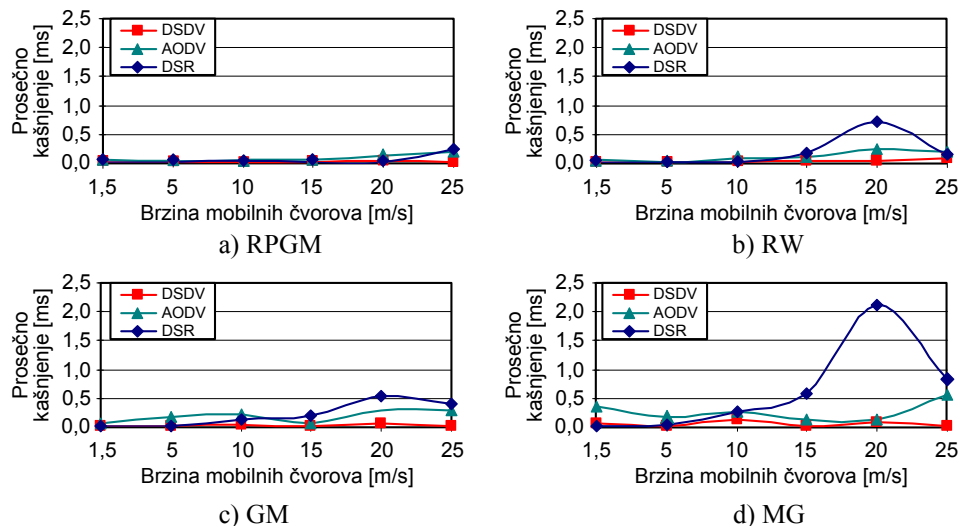 Prosečno kašnjenje [ms]
2,5
2,0
1,5
1,0
0,5
0,0
DSDV
AODV
DSR
1,5 5 10 15 20 25
Brzina mobilnih čvorova [m/s]
a) RPGM
Prosečno kašnjenje [ms]
2,5
2,0
1,5
1,0
0,5
0,0
DSDV
AODV
DSR
1,5 5 10 15 20 25
Brzina mobilnih čvorova [m/s]
b) RW
Prosečno kašnjenje [ms]
2,5
2,0
1,5
1,0
0,5
0,0
DSDV
AODV
DSR
1,5 5 10 15 20 25
Brzina mobilnih čvorova [m/s]
c) GM
Prosečno kašnjenje [ms]
2,5
2,0
1,5
1,0
0,5
0,0
DSDV
AODV
DSR
1,5 5 10 15 20 25
Brzina mobilnih čvorova [m/s]
d) MG